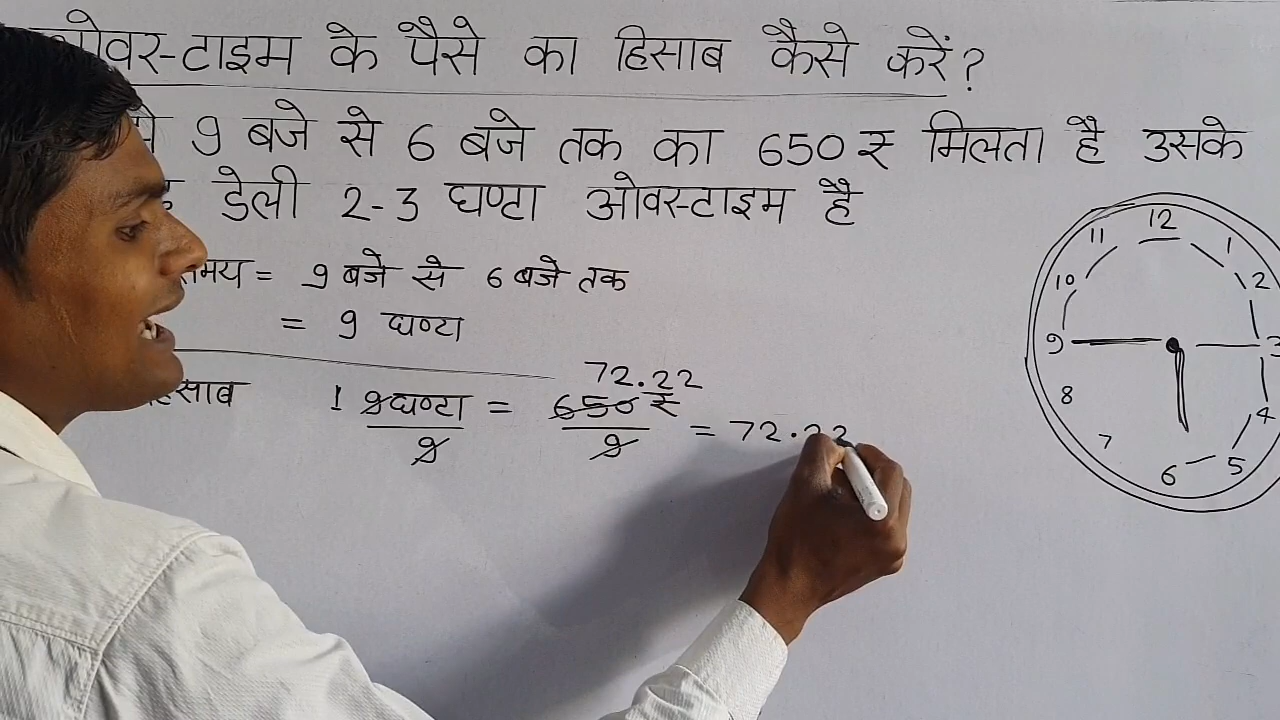 ओवर-टाइम के पैसे का हिसाब कैसे करें?
9 बजे से 6 बजे तक का 650 ₹ मिलता है उसके
डेली 2-3 घण्टा ओवरटाइम है
समय = 9 बजे से 6 बजे तक
= 9 घण्टा
हिसाब 1 9 घण्टा / 9 = 650 ₹ / 9 72.22 = 72.22
12
11 1
10 2
9 3
8 4
7 5
6